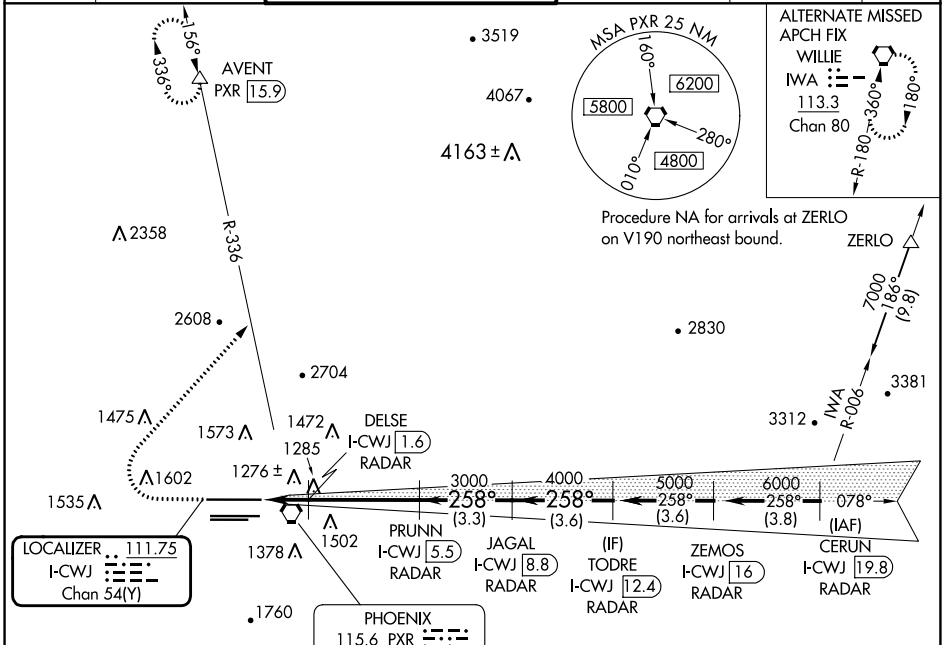 156°
336°
AVENT
PXR 15.9
3519
4067
4163 ±
MSA PXR 25 NM
160°
5800
6200
280°
010°
4800
ALTERNATE MISSED
APCH FIX
WILLIE
IWA
113.3
Chan 80
R-180
360°
180°
Procedure NA for arrivals at ZERLO
on V190 northeast bound.
ZERLO
7000
186°
(9.8)
2358
R-336
2608
2830
2704
3381
3312
IWA
R-006
1475
1573
1472
1285
1276 ±
DELSE
I-CWJ 1.6
RADAR
1602
1535
3000
258°
(3.3)
4000
258°
(3.6)
5000
258°
(3.6)
6000
258°
(3.8)
078°
1502
1378
PRUNN
I-CWJ 5.5
RADAR
JAGAL
I-CWJ 8.8
RADAR
(IF)
TODRE
I-CWJ 12.4
RADAR
ZEMOS
I-CWJ 16
RADAR
(IAF)
CERUN
I-CWJ 19.8
RADAR
LOCALIZER 111.75
I-CWJ
Chan 54(Y)
1760
PHOENIX
115.6 PXR